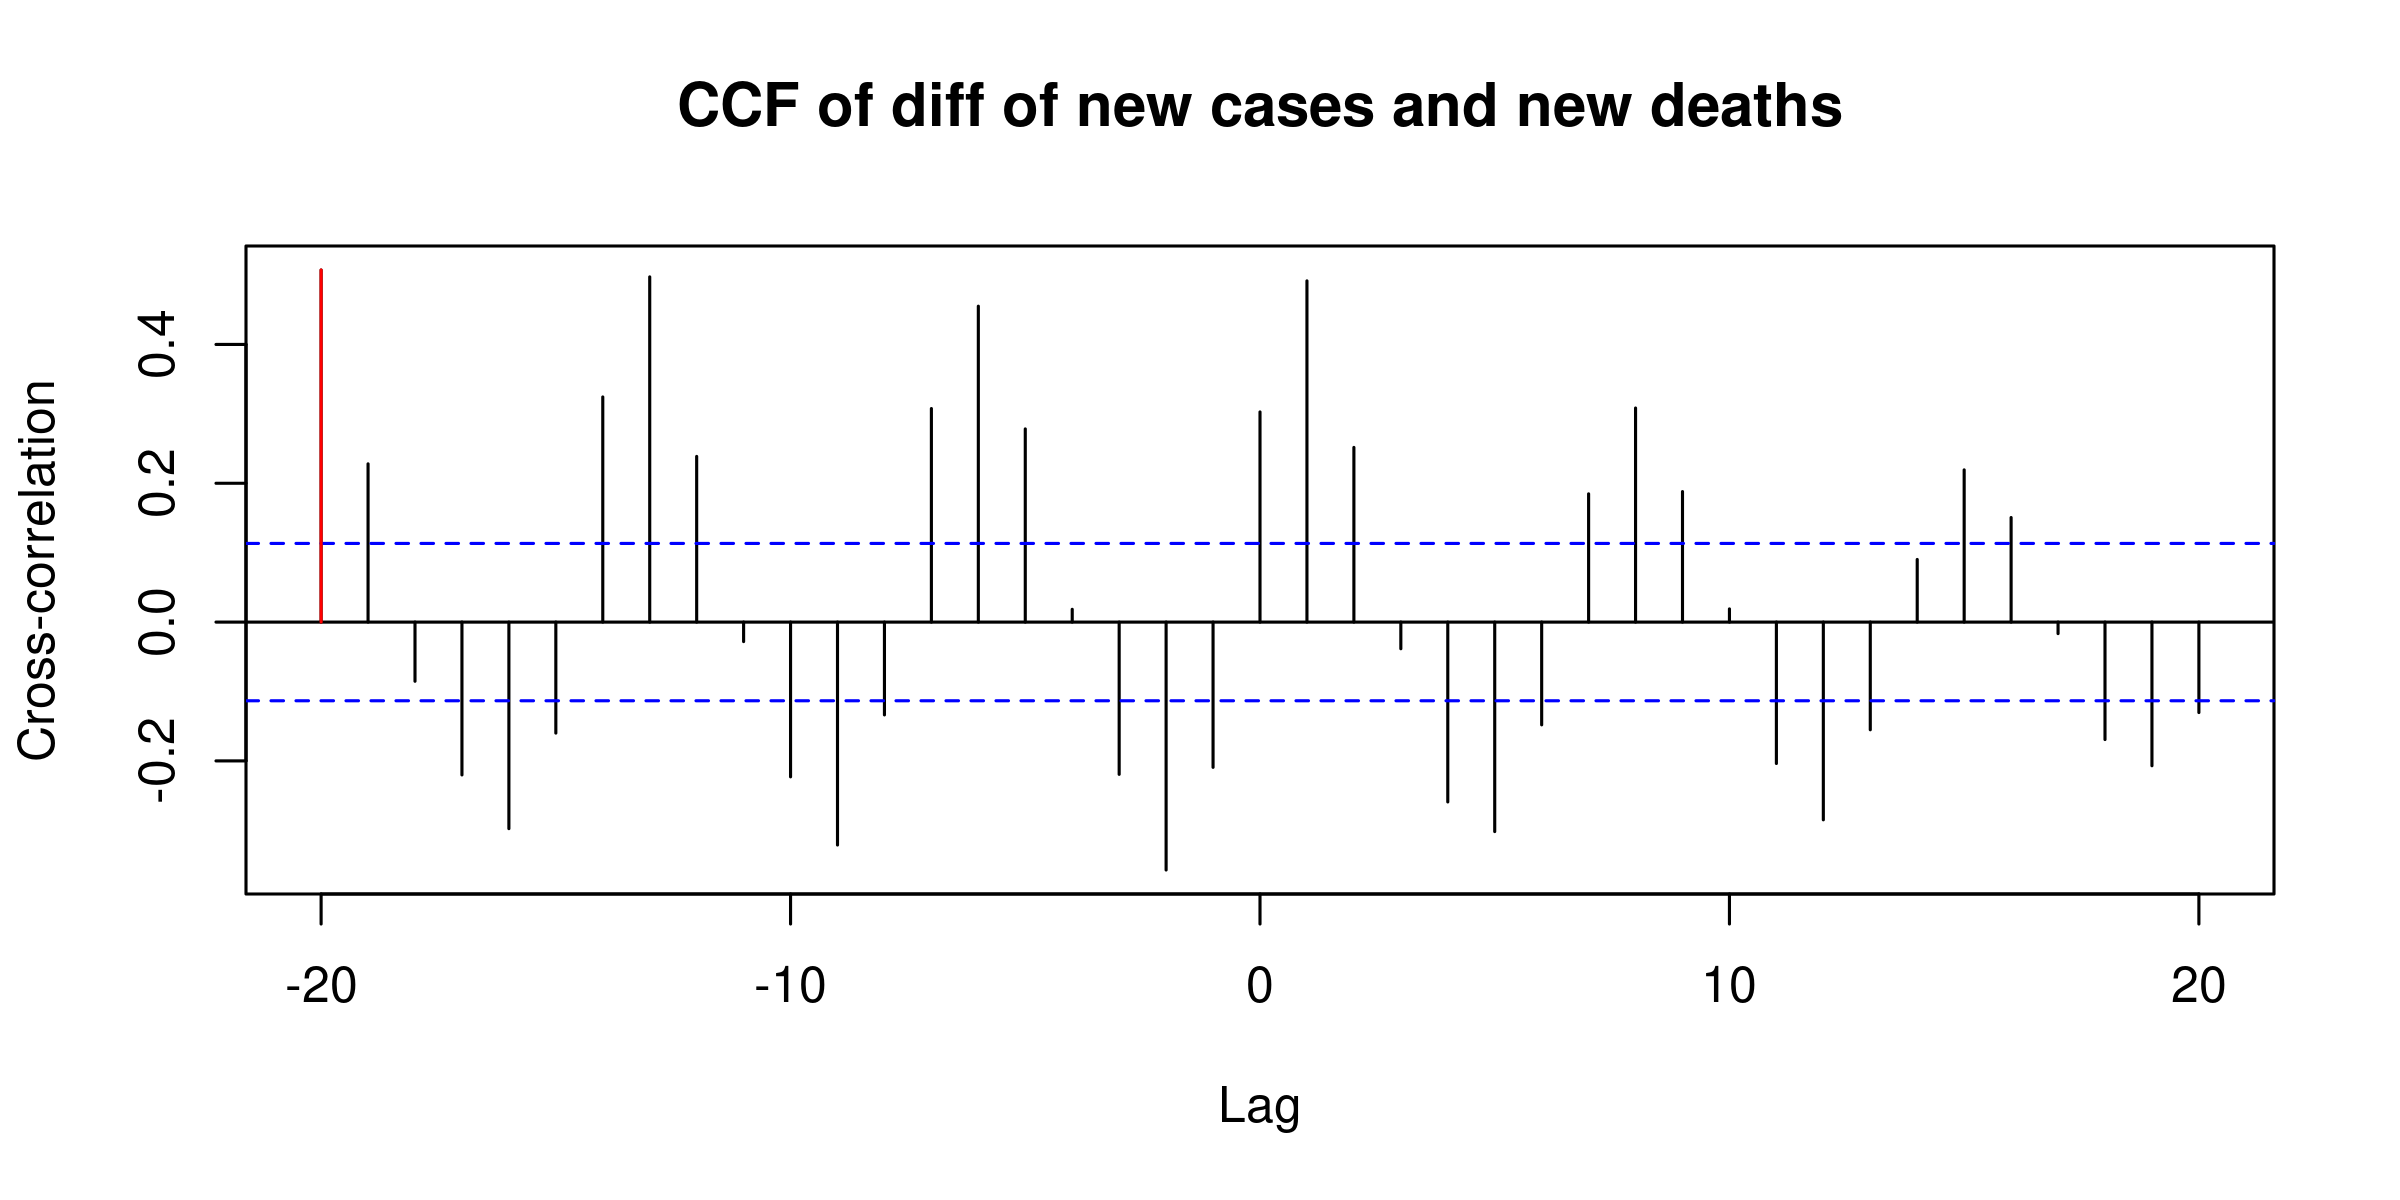 CCF of diff of new cases and new deaths
Cross-correlation
0.4
0.2
0.0
-0.2
-20 -10 0 10 20
Lag